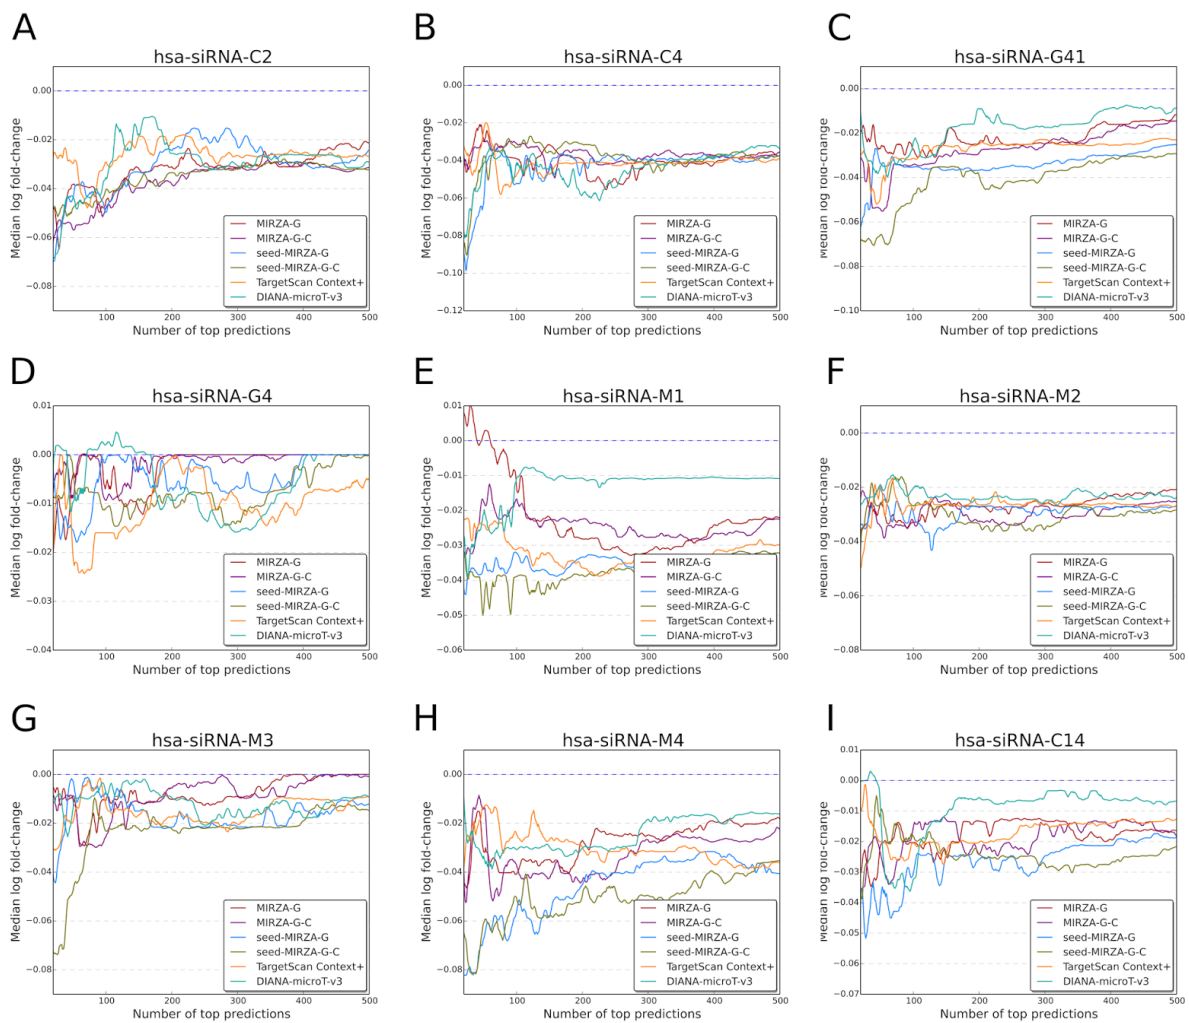 A
hsa-siRNA-C2
0.00
−0.02
−0.04
−0.06
−0.08
Median log fold-change
MIRZA-G
MIRZA-G-C
seed-MIRZA-G
seed-MIRZA-G-C
TargetScan Context+
DIANA-microT-v3
100
200
300
400
500
Number of top predictions
B
hsa-siRNA-C4
0.00
−0.02
−0.04
−0.06
−0.08
−0.10
−0.12
Median log fold-change
MIRZA-G
MIRZA-G-C
seed-MIRZA-G
seed-MIRZA-G-C
TargetScan Context+
DIANA-microT-v3
100
200
300
400
500
Number of top predictions
C
hsa-siRNA-G41
0.00
−0.02
−0.04
−0.06
−0.08
−0.10
Median log fold-change
MIRZA-G
MIRZA-G-C
seed-MIRZA-G
seed-MIRZA-G-C
TargetScan Context+
DIANA-microT-v3
100
200
300
400
500
Number of top predictions
D
hsa-siRNA-G4
0.01
0.00
−0.01
−0.02
−0.03
−0.04
Median log fold-change
MIRZA-G
MIRZA-G-C
seed-MIRZA-G
seed-MIRZA-G-C
TargetScan Context+
DIANA-microT-v3
100
200
300
400
500
Number of top predictions
E
hsa-siRNA-M1
0.01
0.00
−0.01
−0.02
−0.03
−0.04
−0.05
−0.06
Median log fold-change
MIRZA-G
MIRZA-G-C
seed-MIRZA-G
seed-MIRZA-G-C
TargetScan Context+
DIANA-microT-v3
100
200
300
400
500
Number of top predictions
F
hsa-siRNA-M2
0.00
−0.02
−0.04
−0.06
−0.08
Median log fold-change
MIRZA-G
MIRZA-G-C
seed-MIRZA-G
seed-MIRZA-G-C
TargetScan Context+
DIANA-microT-v3
100
200
300
400
500
Number of top predictions
G
hsa-siRNA-M3
0.00
−0.02
−0.04
−0.06
−0.08
Median log fold-change
MIRZA-G
MIRZA-G-C
seed-MIRZA-G
seed-MIRZA-G-C
TargetScan Context+
DIANA-microT-v3
100
200
300
400
500
Number of top predictions
H
hsa-siRNA-M4
0.00
−0.02
−0.04
−0.06
−0.08
Median log fold-change
MIRZA-G
MIRZA-G-C
seed-MIRZA-G
seed-MIRZA-G-C
TargetScan Context+
DIANA-microT-v3
100
200
300
400
500
Number of top predictions
I
hsa-siRNA-C14
0.01
0.00
−0.01
−0.02
−0.03
−0.04
−0.05
−0.06
−0.07
Median log fold-change
MIRZA-G
MIRZA-G-C
seed-MIRZA-G
seed-MIRZA-G-C
TargetScan Context+
DIANA-microT-v3
100
200
300
400
500
Number of top predictions